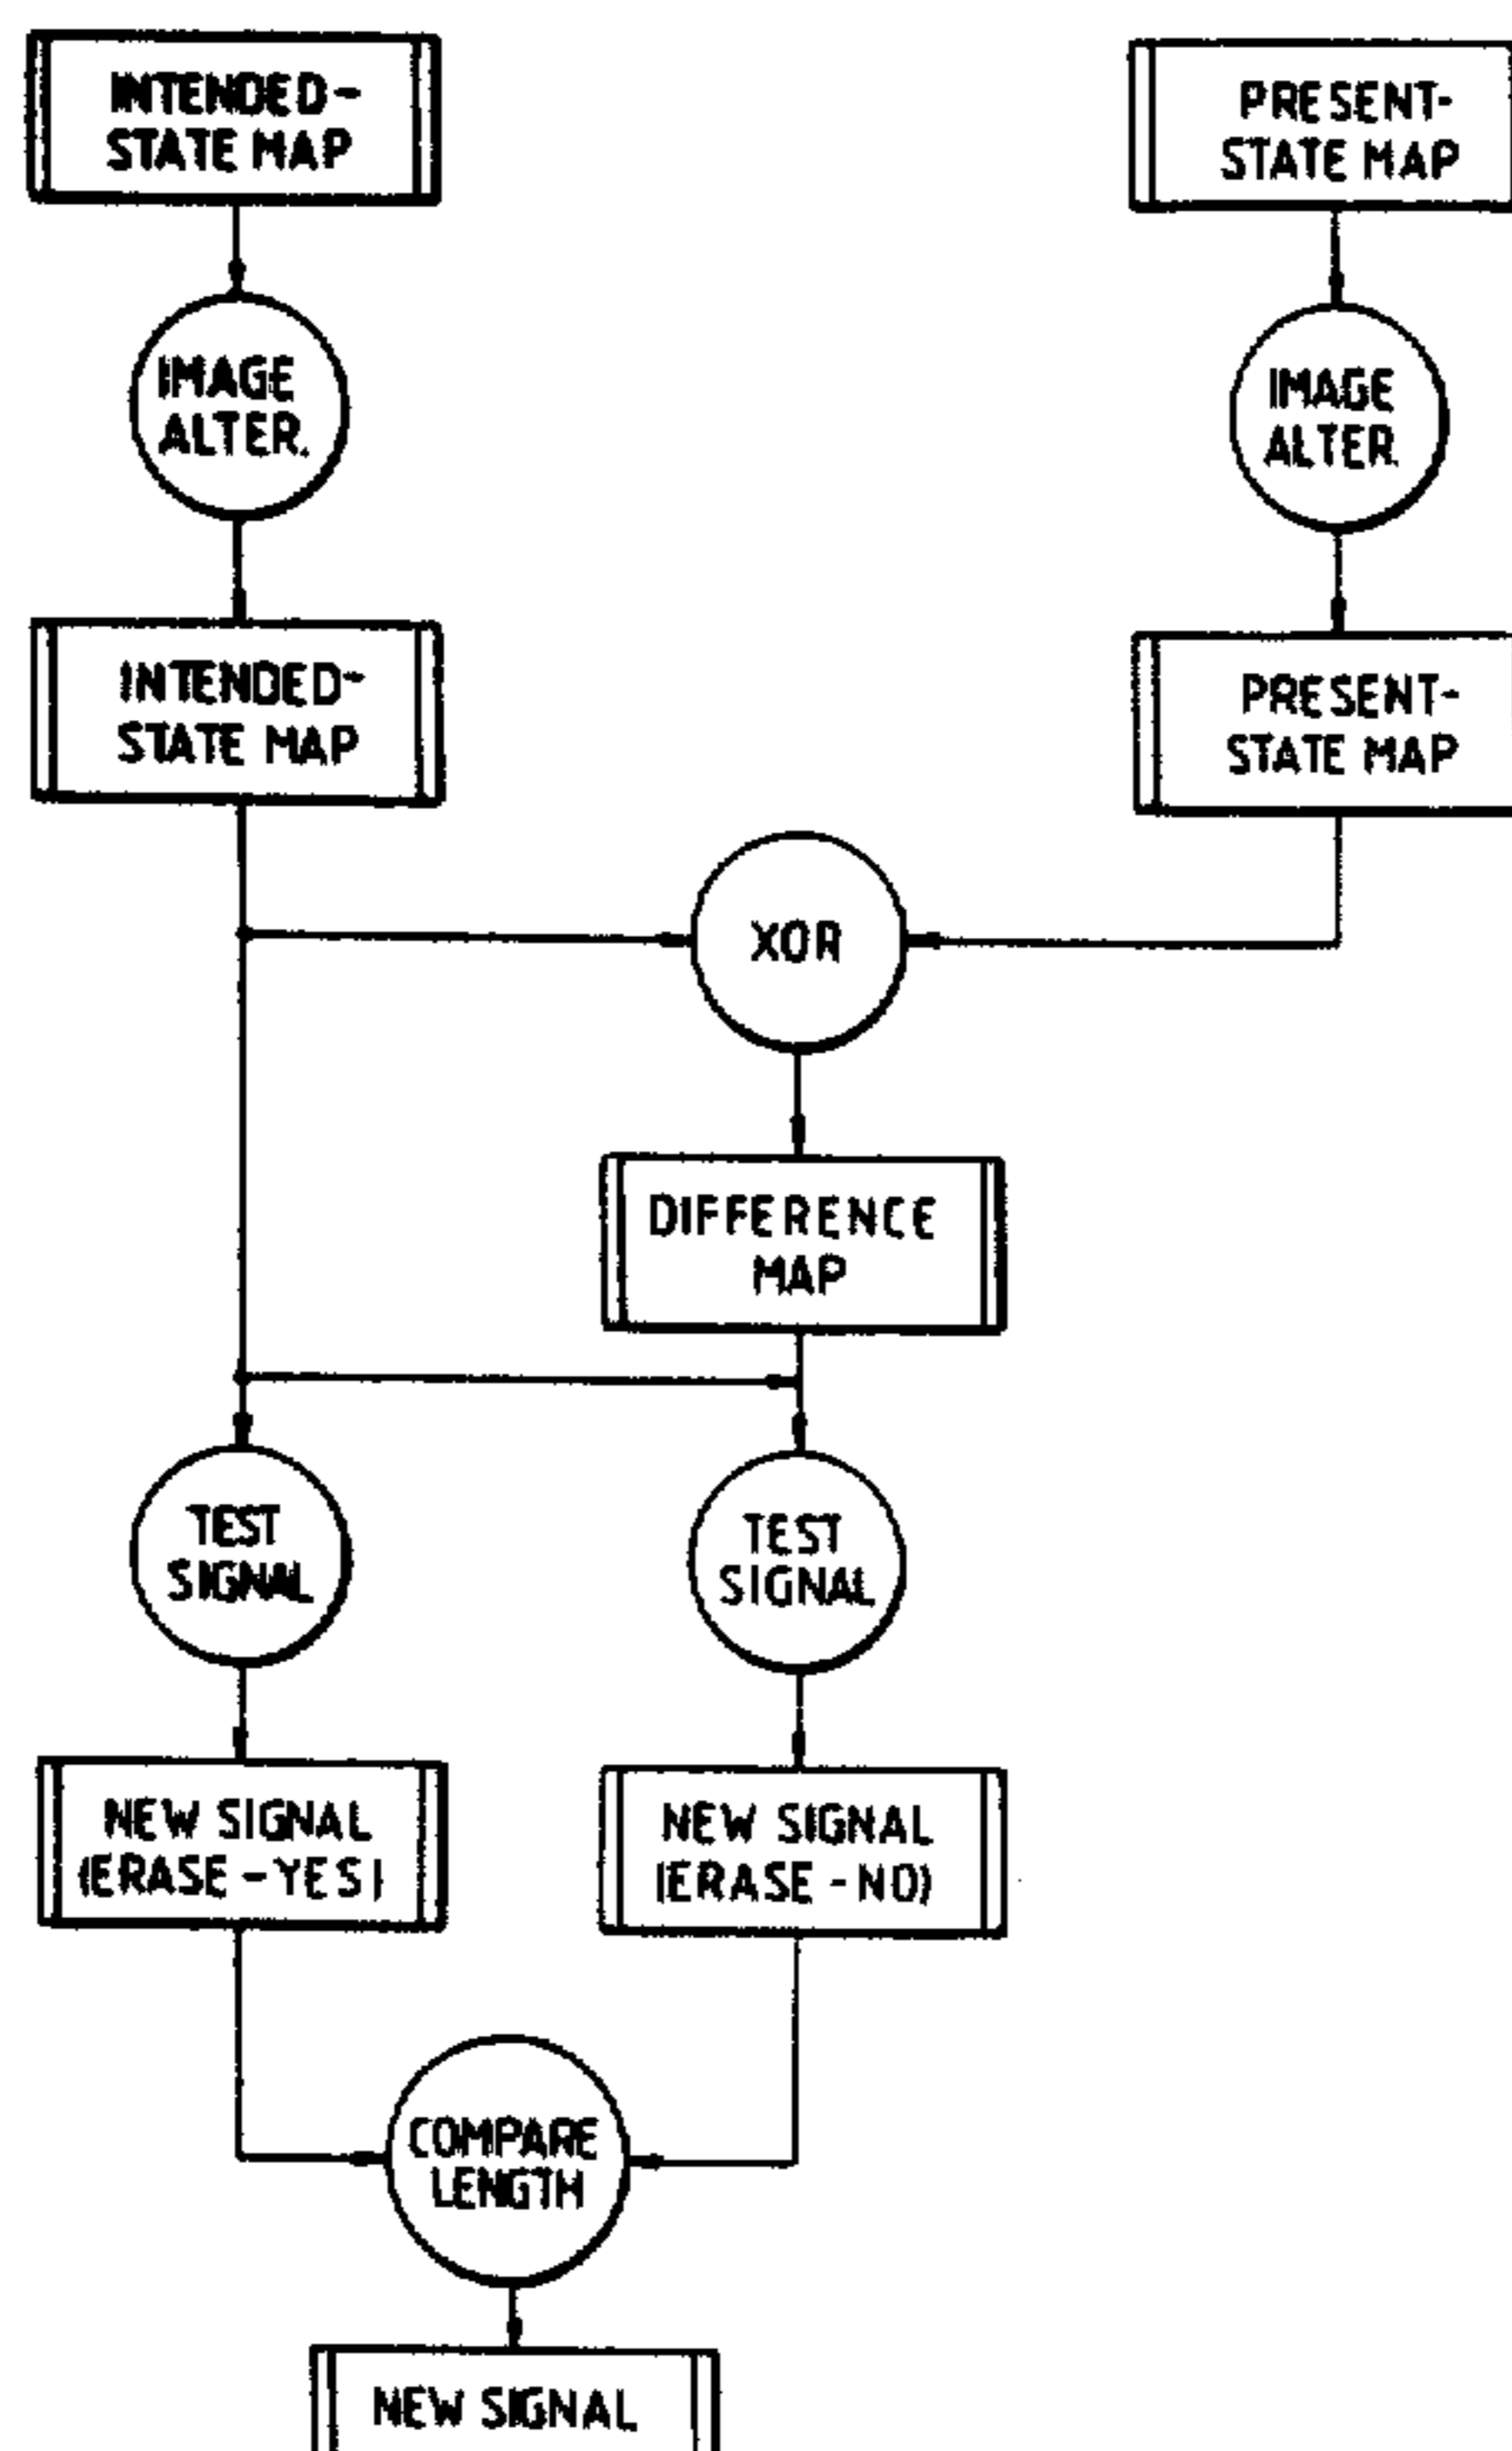 INTENDED-
STATE MAP
PRESENT-
STATE MAP
IMAGE
ALTER.
IMAGE
ALTER.
INTENDED-
STATE MAP
PRESENT-
STATE MAP
XOR
DIFFERENCE
MAP
TEST
SIGNAL
TEST
SIGNAL
NEW SIGNAL
(ERASE-YES)
NEW SIGNAL
(ERASE-NO)
COMPARE
LENGTH
NEW SIGNAL